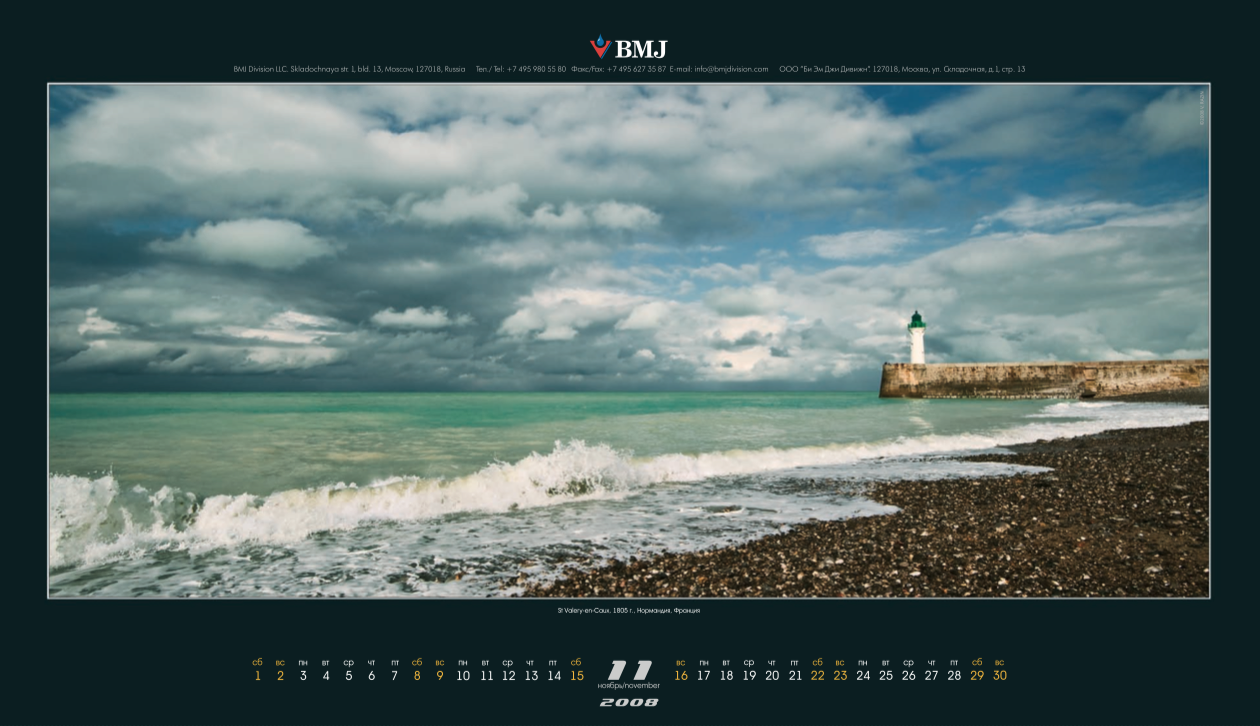 BMJ
BMJ Division LLC. Skladochnaya str. 1, bld. 13, Moscow, 127018, Russia Тел./ Tel: +7 495 980 55 80 Факс/Fax: +7 495 627 35 87 E-mail: info@bmjdivision.com ООО "Би Эм Джи Дивижн". 127018, Москва, ул. Складочная, д.1, стр. 13
St Valery-en-Caux, 1805 г., Нормандия, Франция
сб вс пн вт ср чт пт сб вс пн вт ср чт пт сб
1 2 3 4 5 6 7 8 9 10 11 12 13 14 15
11
ноябрь/november
2008
вс пн вт ср чт пт сб вс пн вт ср чт пт сб вс
16 17 18 19 20 21 22 23 24 25 26 27 28 29 30